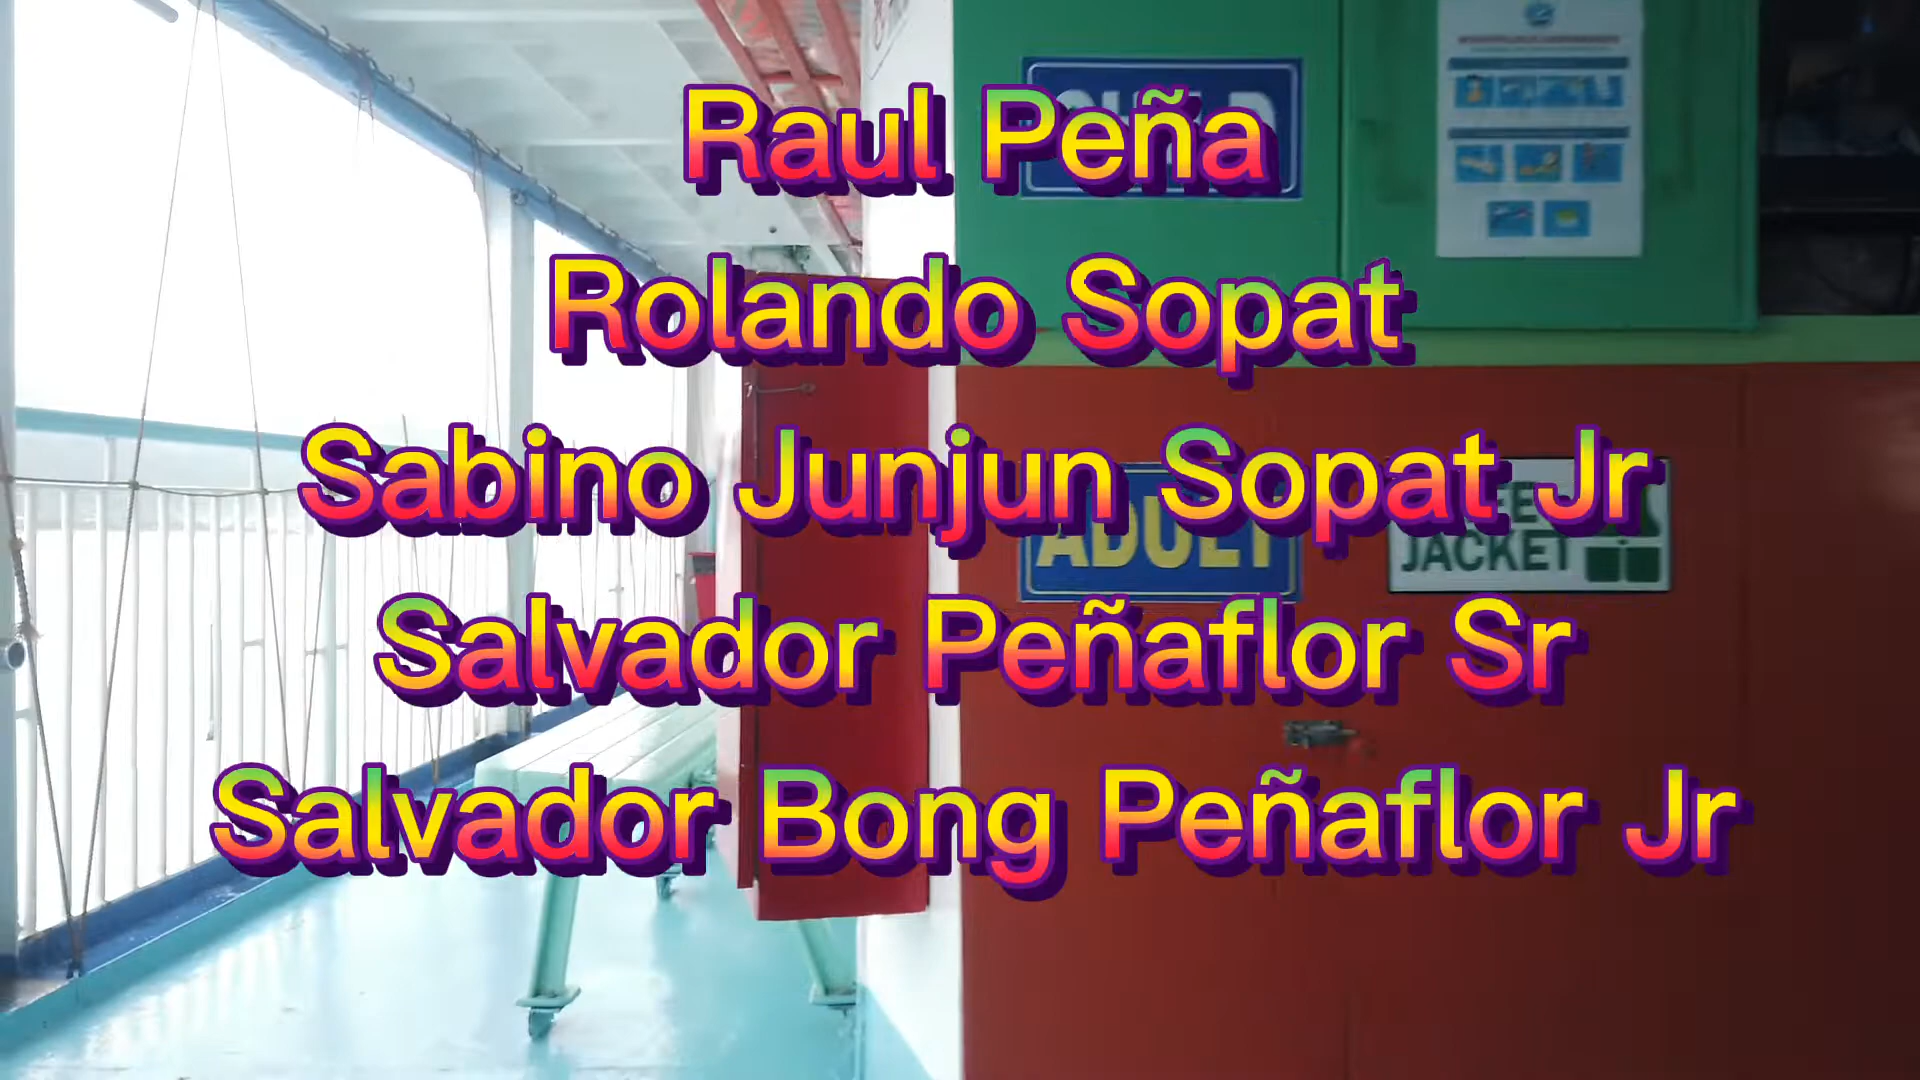 Raul Peña
Rolando Sopat
Sabino Junjun Sopat Jr
ADULT
JACKET
Salvador Peñaflor Sr
Salvador Bong Peñaflor Jr